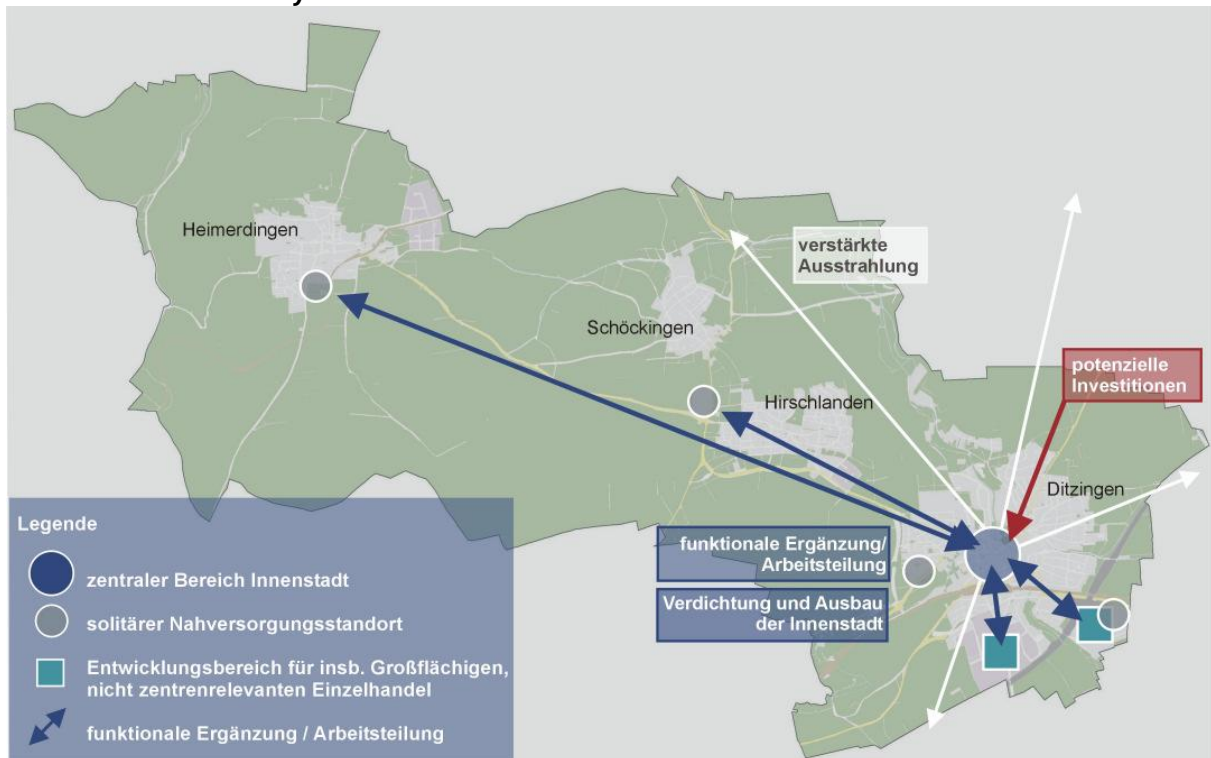 Heimerdingen
verstärkte
Ausstrahlung
Schöckingen
potenzielle
Investitionen
Hirschlanden
Ditzingen
funktionale Ergänzung/
Arbeitsteilung
Verdichtung und Ausbau
der Innenstadt
Legende
zentraler Bereich Innenstadt
solitärer Nahversorgungsstandort
Entwicklungsbereich für insb. Großflächigen,
nicht zentrenrelevanten Einzelhandel
funktionale Ergänzung / Arbeitsteilung